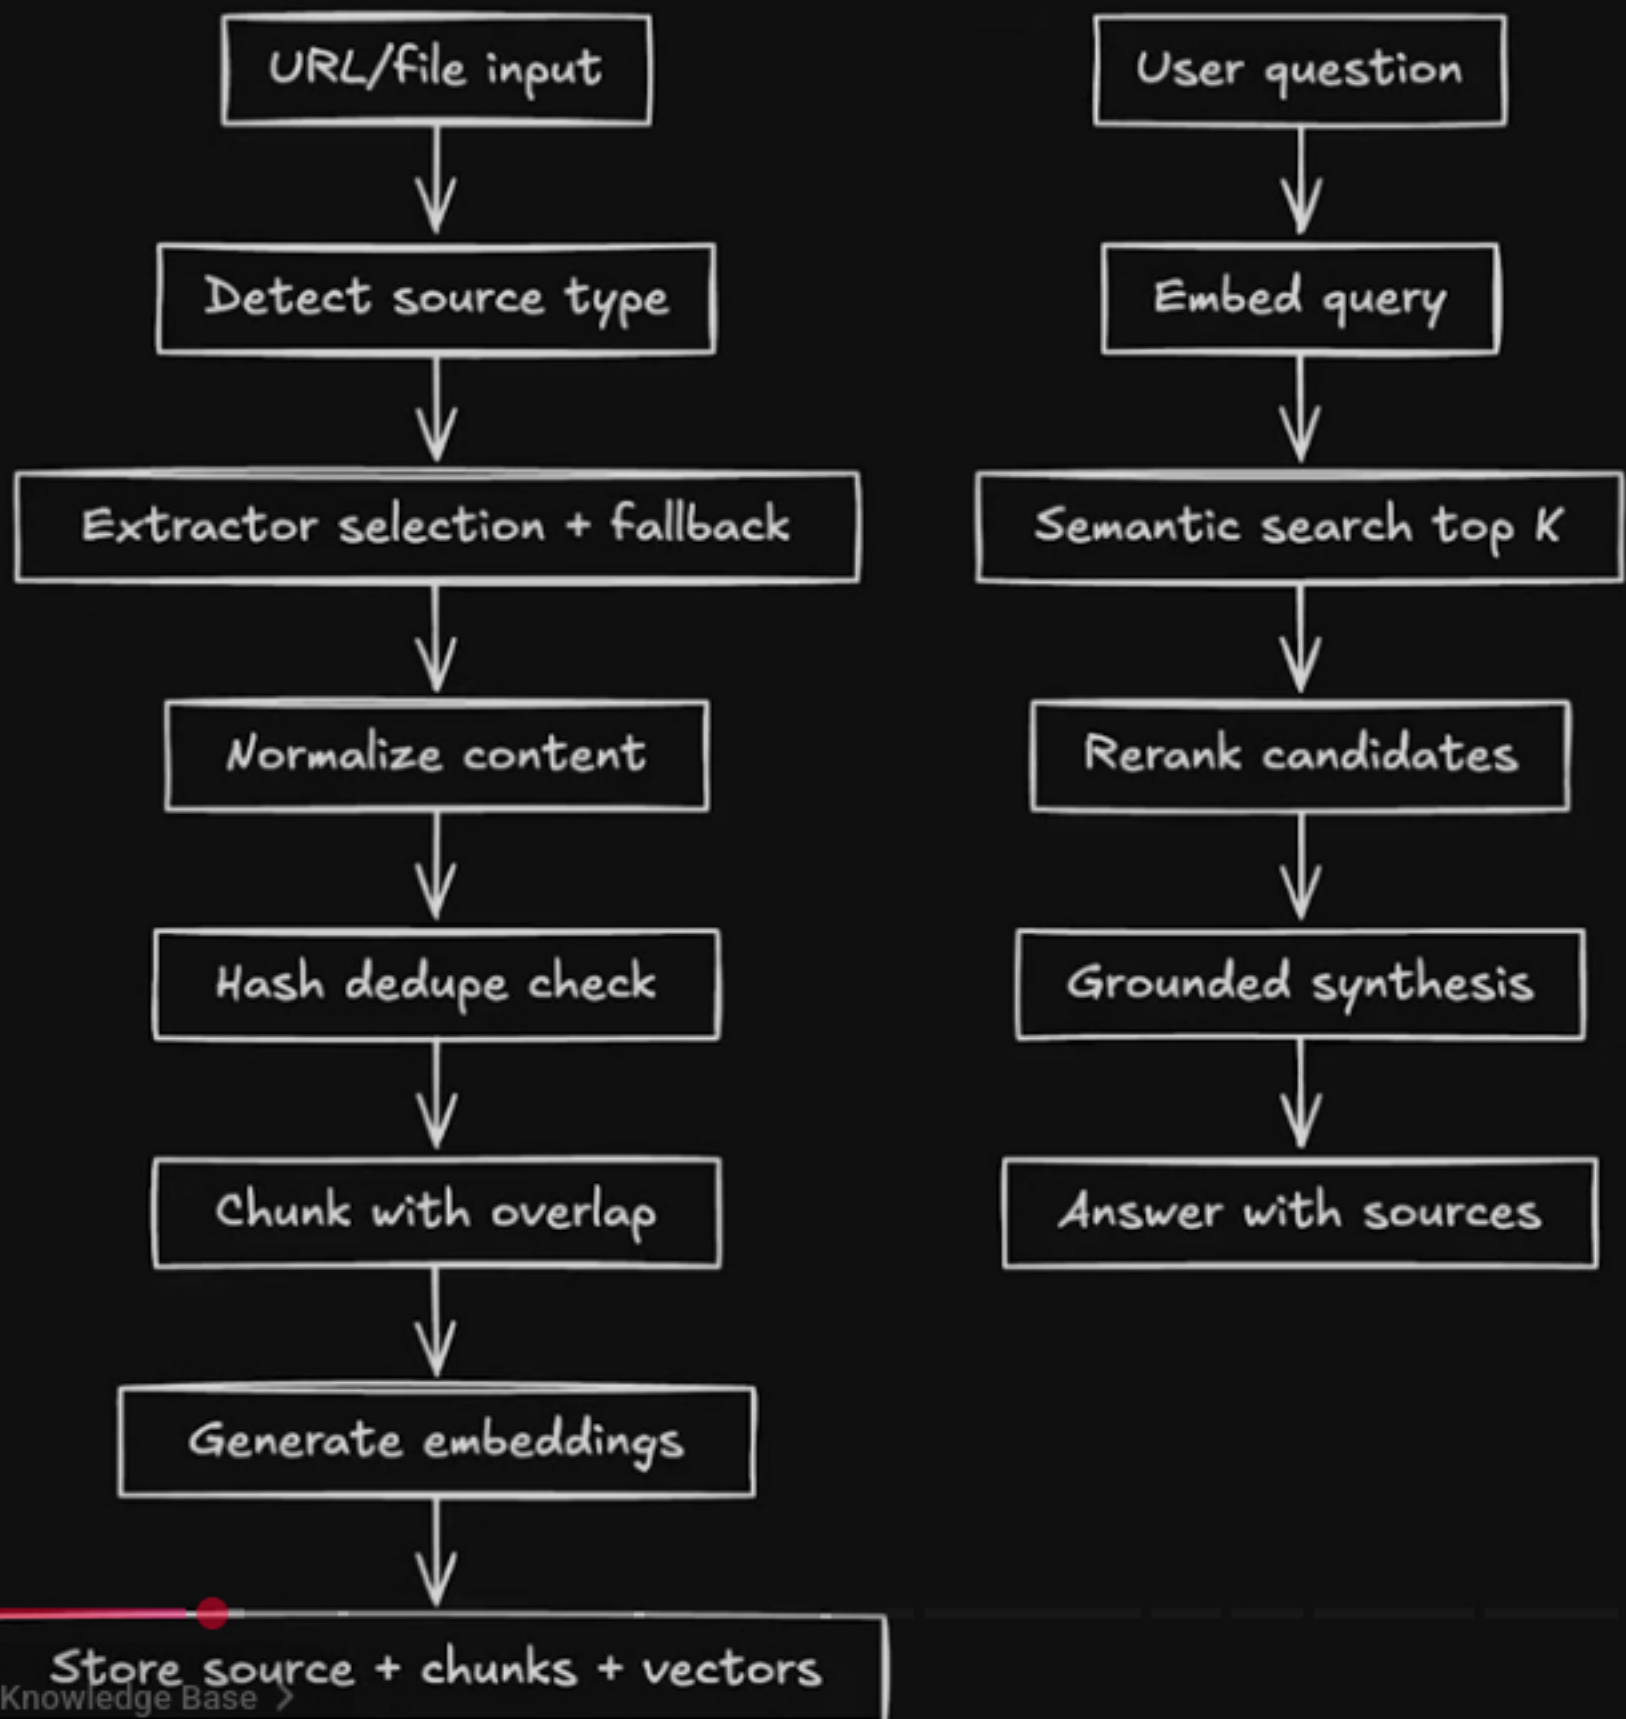 URL/file input
Detect source type
Extractor selection + fallback
Normalize content
Hash dedupe check
Chunk with overlap
Generate embeddings
Store source + chunks + vectors
Knowledge Base >
User question
Embed query
Semantic search top K
Rerank candidates
Grounded synthesis
Answer with sources